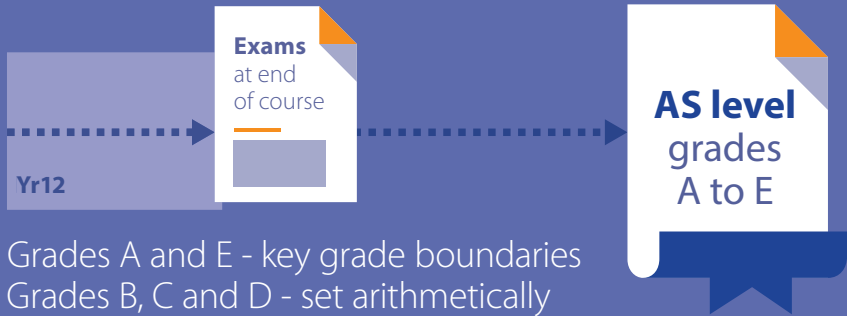 Exams
at end
of course
Yr12
AS level
grades
A to E
Grades A and E - key grade boundaries
Grades B, C and D - set arithmetically